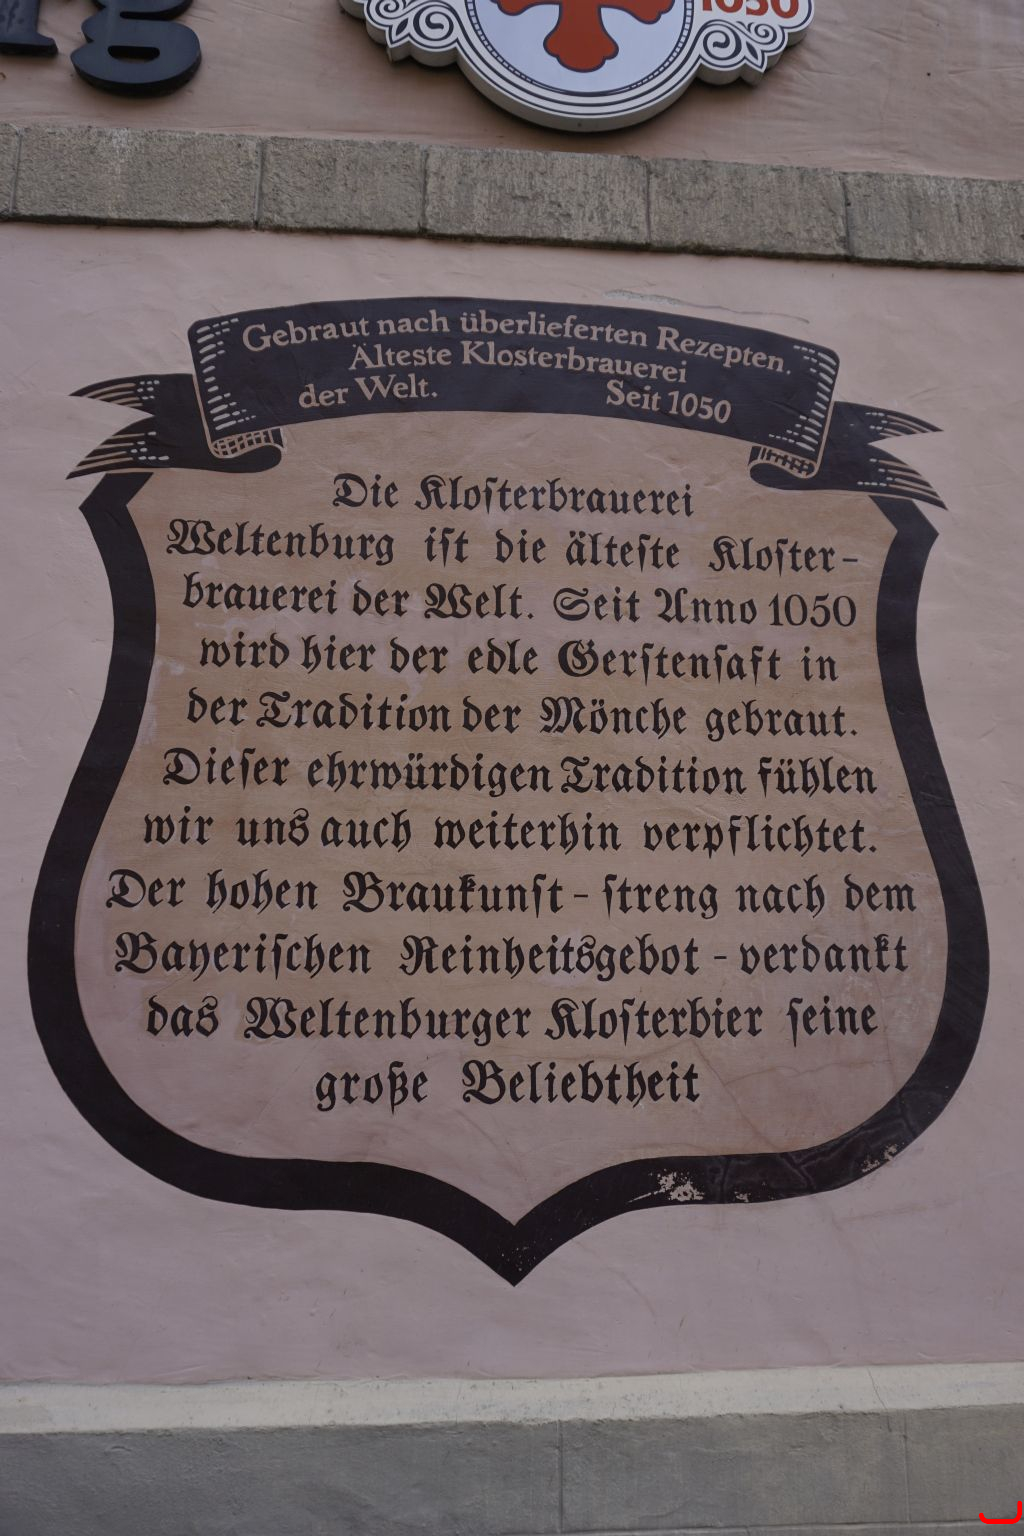 rg
1050
Gebraut nach überlieferten Rezepten.
Älteste Klosterbrauerei
der Welt. Seit 1050
Die Kloſterbrauerei
Weltenburg iſt die älteſte Kloſter-
brauerei der Welt. Seit Anno 1050
wird hier der edle Gerſtenſaft in
der Tradition der Mönche gebraut.
Dieſer ehrwürdigen Tradition fühlen
wir uns auch weiterhin verpflichtet.
Der hohen Braukunſt - ſtreng nach dem
Bayeriſchen Reinheitsgebot - verdankt
das Weltenburger Kloſterbier ſeine
große Beliebtheit